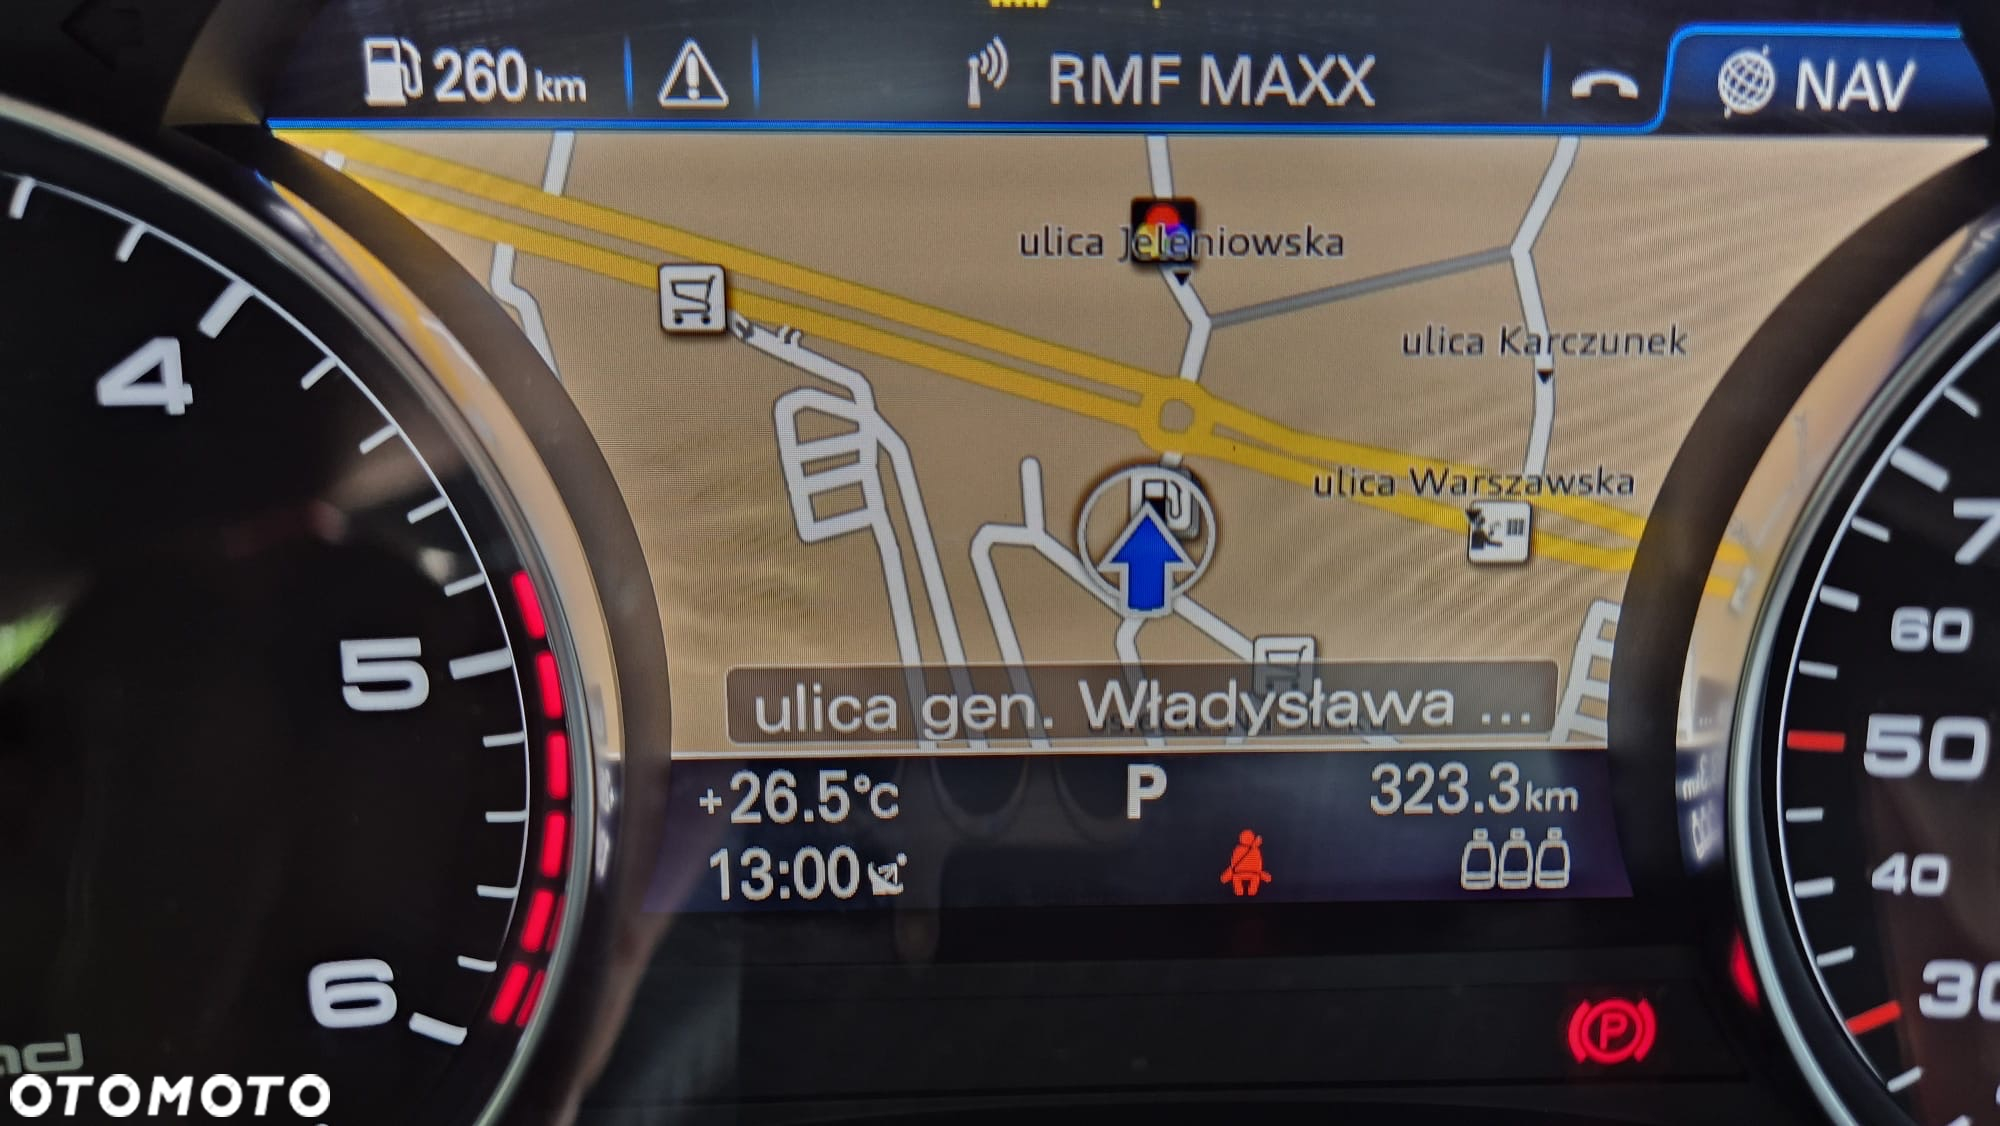 260 km
RMF MAXX
NAV
ulica Jeleniowska
ulica Karczunek
ulica Warszawska
ulica gen. Władysława ...
+26.5°C
P
323.3 km
13:00
4
5
6
60
50
40
30
P
OTOMOTO